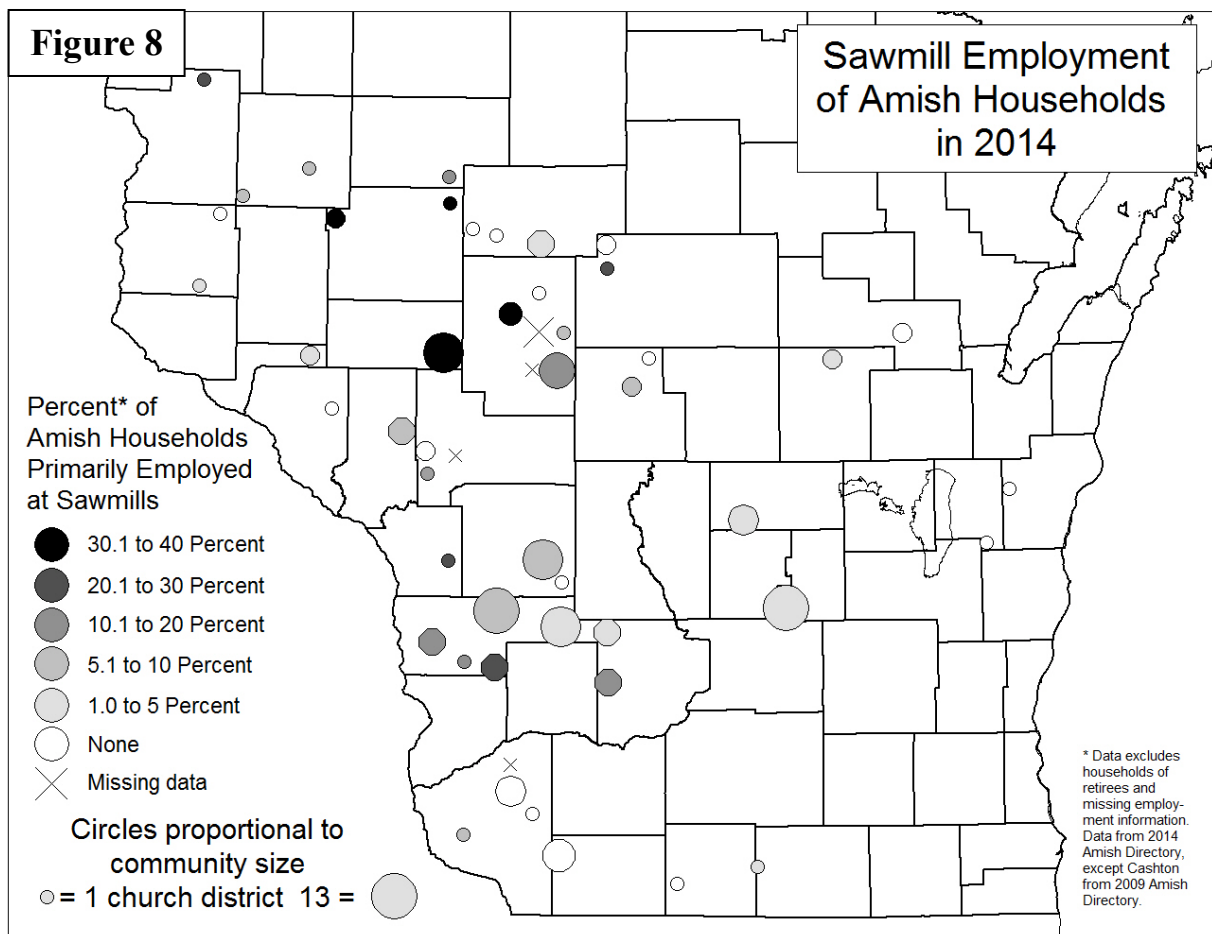 Figure 8
Sawmill Employment
of Amish Households
in 2014
Percent* of
Amish Households
Primarily Employed
at Sawmills
30.1 to 40 Percent
20.1 to 30 Percent
10.1 to 20 Percent
5.1 to 10 Percent
1.0 to 5 Percent
None
Missing data
Circles proportional to
community size
= 1 church district 13 =
* Data excludes
households of
retirees and
missing employ-
ment information.
Data from 2014
Amish Directory,
except Cashton
from 2009 Amish
Directory.